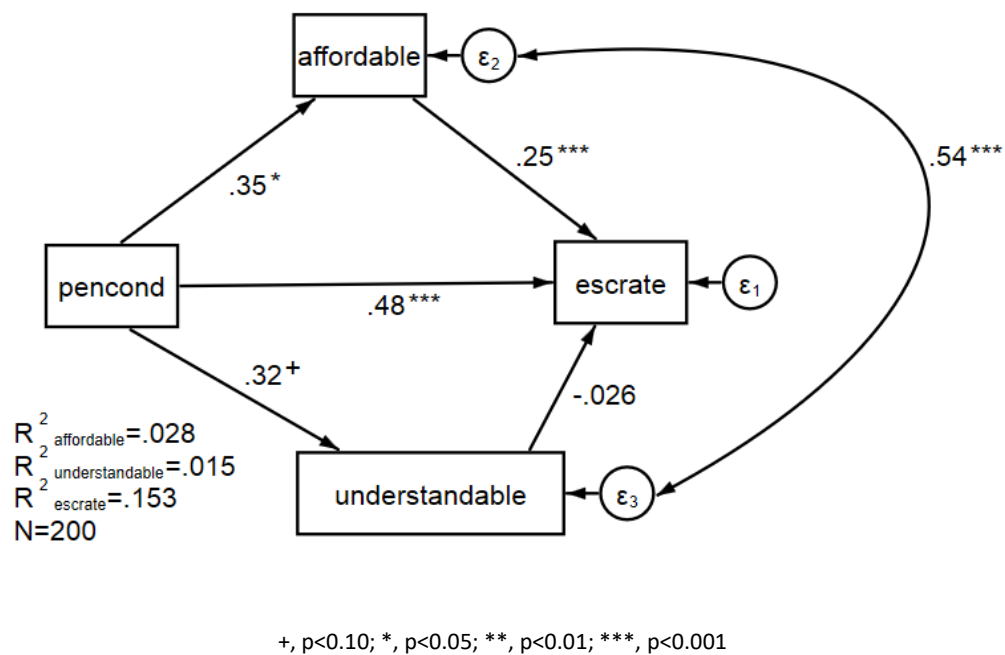 affordable
ε2
.54***
.25***
.35*
pencond
escrate
ε1
.48***
.32+
-.026
R2 affordable=.028
R2 understandable=.015
R2 escrate=.153
N=200
understandable
ε3
+, p<0.10; *, p<0.05; **, p<0.01; ***, p<0.001